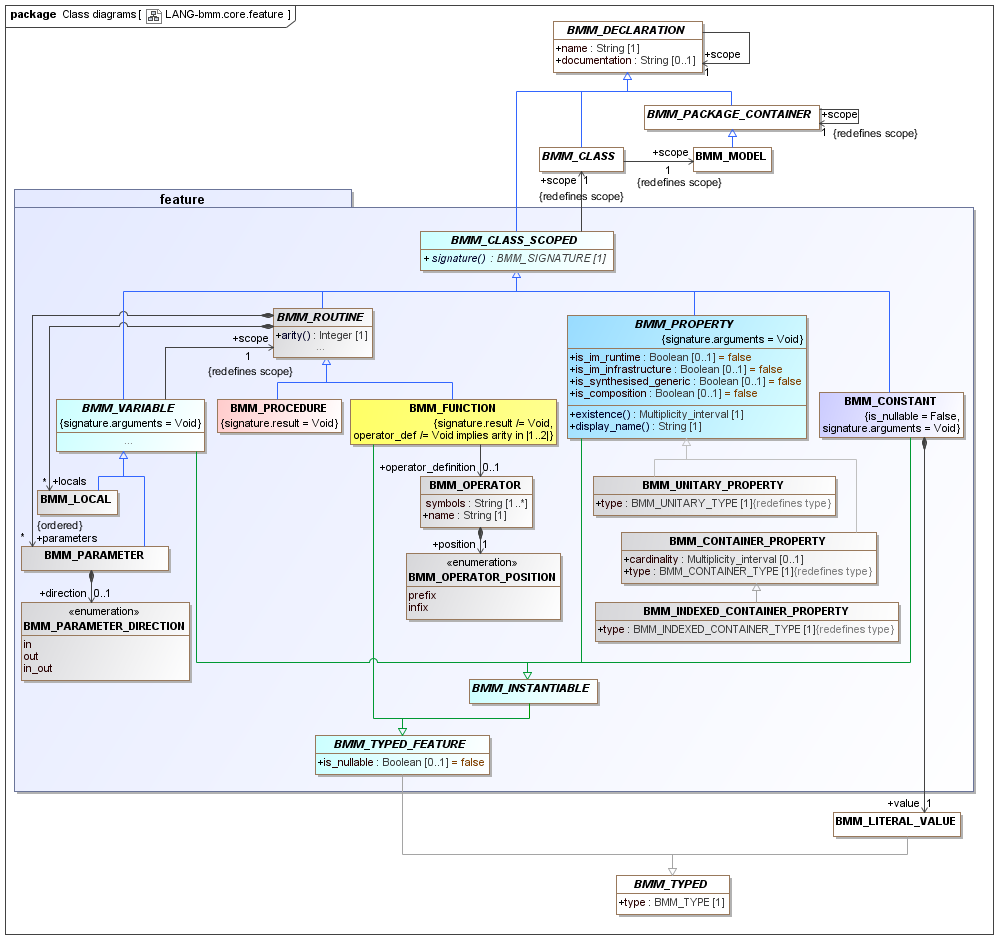 package Class diagrams[ LANG-bmm.core.feature ]
BMM_DECLARATION
+name : String [1]
+documentation : String [0..1]
+scope
1
BMM_PACKAGE_CONTAINER
+scope
1 {redefines scope}
BMM_CLASS
+scope
1
{redefines scope}
BMM_MODEL
+scope 1
{redefines scope}
feature
BMM_CLASS_SCOPED
+ signature() : BMM_SIGNATURE [1]
BMM_ROUTINE
+arity() : Integer [1]
...
+scope
1
{redefines scope}
BMM_PROPERTY
{signature.arguments = Void}
+is_im_runtime : Boolean [0..1] = false
+is_im_infrastructure : Boolean [0..1] = false
+is_synthesised_generic : Boolean [0..1] = false
+is_composition : Boolean [0..1] = false
+existence() : Multiplicity_interval [1]
+display_name() : String [1]
BMM_VARIABLE
{signature.arguments = Void}
...
BMM_PROCEDURE
{signature.result = Void}
BMM_FUNCTION
{signature.result /= Void,
operator_def /= Void implies arity in |1..2|}
BMM_CONSTANT
{is_nullable = False,
signature.arguments = Void}
+operator_definition 0..1
* +locals
BMM_LOCAL
{ordered}
* +parameters
BMM_PARAMETER
+direction 0..1
«enumeration»
BMM_PARAMETER_DIRECTION
in
out
in_out
BMM_OPERATOR
symbols : String [1..*]
+name : String [1]
+position 1
«enumeration»
BMM_OPERATOR_POSITION
prefix
infix
BMM_UNITARY_PROPERTY
+type : BMM_UNITARY_TYPE [1]{redefines type}
BMM_CONTAINER_PROPERTY
+cardinality : Multiplicity_interval [0..1]
+type : BMM_CONTAINER_TYPE [1]{redefines type}
BMM_INDEXED_CONTAINER_PROPERTY
+type : BMM_INDEXED_CONTAINER_TYPE [1]{redefines type}
BMM_INSTANTIABLE
BMM_TYPED_FEATURE
+is_nullable : Boolean [0..1] = false
+value 1
BMM_LITERAL_VALUE
BMM_TYPED
+type : BMM_TYPE [1]